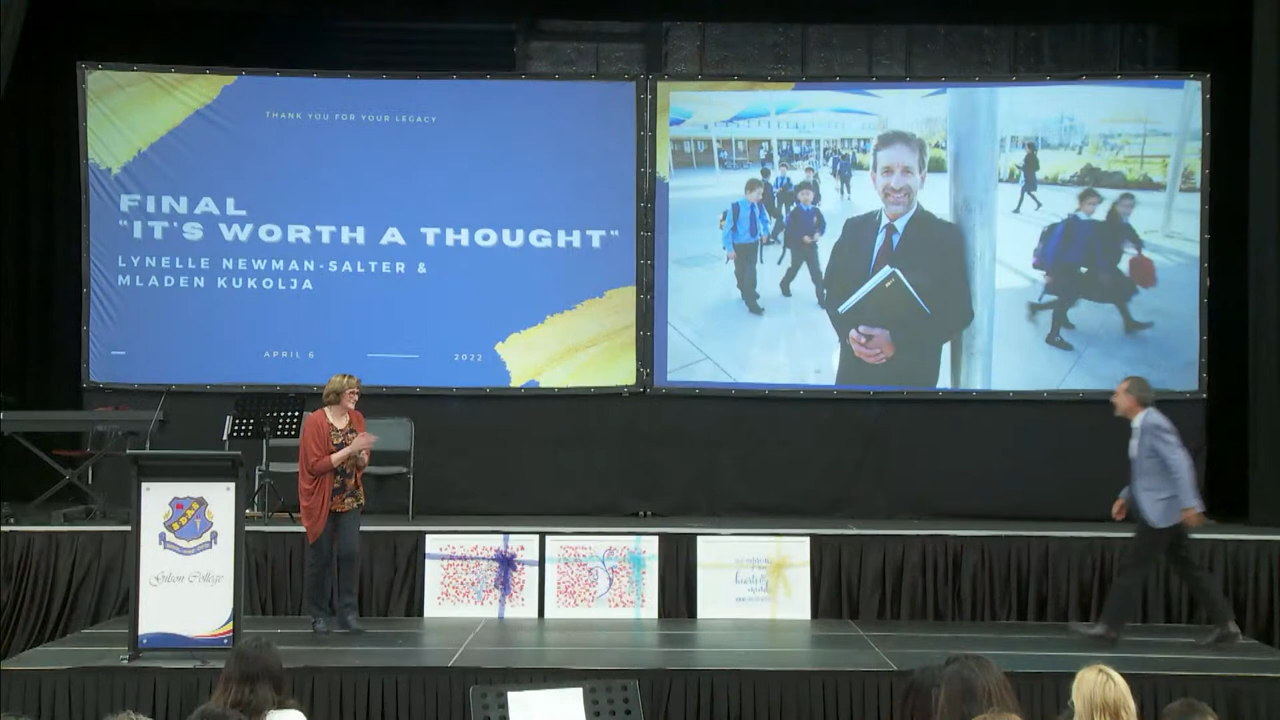 THANK YOU FOR YOUR LEGACY
FINAL
"IT'S WORTH A THOUGHT"
LYNELLE NEWMAN-SALTER &
MLADEN KUKOLJA
APRIL 6
2022
Gilson College